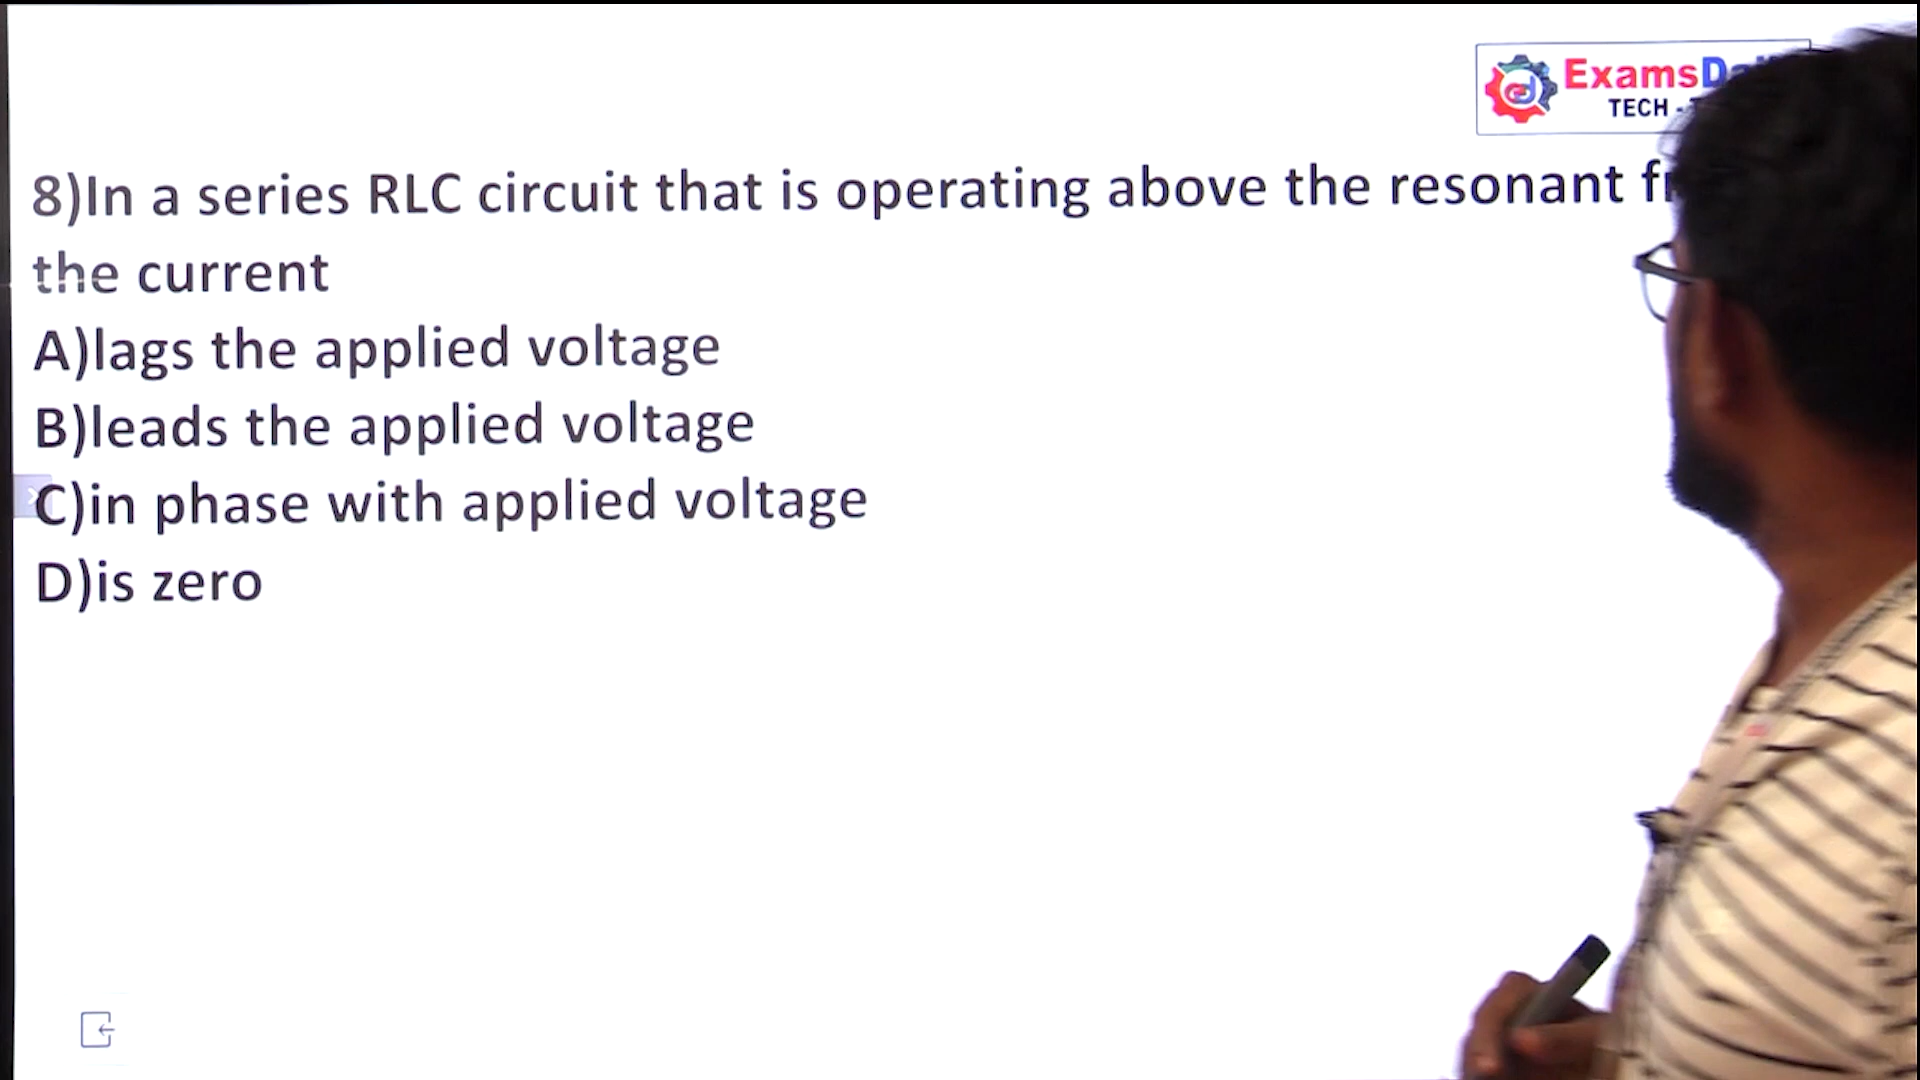 ExamsD
TECH -
8)In a series RLC circuit that is operating above the resonant
the current
A)lags the applied voltage
B)leads the applied voltage
C)in phase with applied voltage
D)is zero